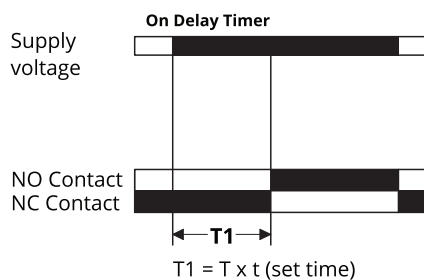 On Delay Timer
Supply
voltage
NO Contact
NC Contact
T1
T1 = T x t (set time)